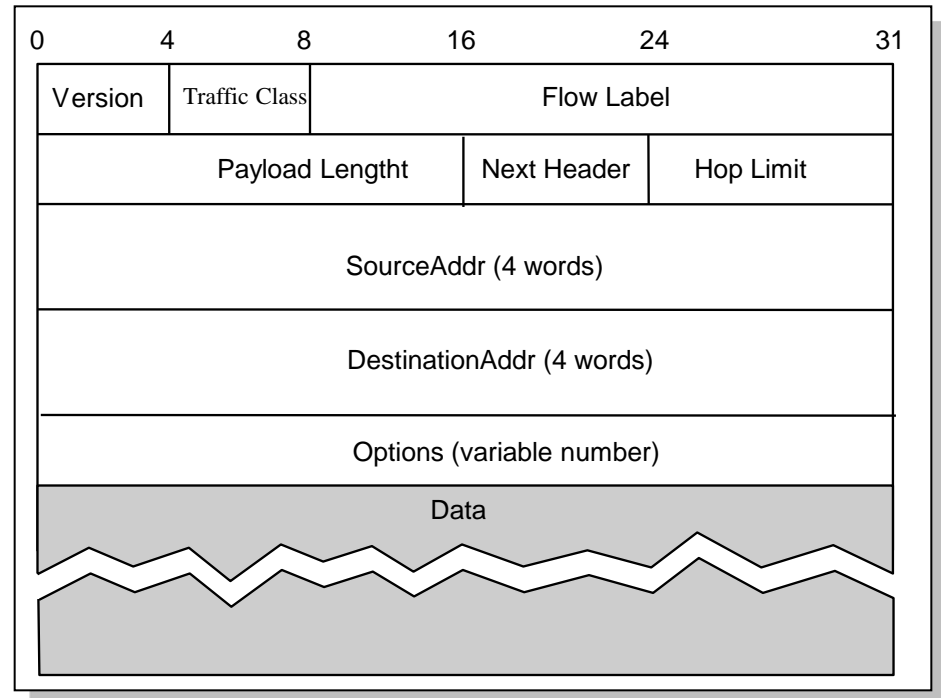 0 4 8 16 24 31
Version Traffic Class Flow Label
Payload Lenght Next Header Hop Limit
SourceAddr (4 words)
DestinationAddr (4 words)
Options (variable number)
Data